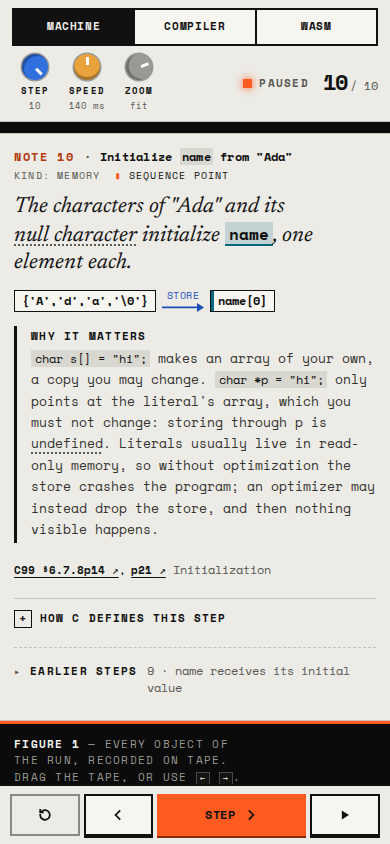 MACHINE COMPILER WASM
STEP SPEED ZOOM
10 140 ms fit
PAUSED 10 / 10
NOTE 10 · Initialize name from "Ada"
KIND: MEMORY SEQUENCE POINT
The characters of "Ada" and its
null character initialize name, one
element each.
{'A','d','a','\0'} STORE name[0]
WHY IT MATTERS
char s[] = "hi"; makes an array of your own,
a copy you may change. char *p = "hi"; only
points at the literal's array, which you
must not change: storing through p is
undefined. Literals usually live in read-
only memory, so without optimization the
store crashes the program; an optimizer may
instead drop the store, and then nothing
visible happens.
C99 §6.7.8p14 ↗, p21 ↗ Initialization
+ HOW C DEFINES THIS STEP
▸ EARLIER STEPS 9 · name receives its initial
value
FIGURE 1 — EVERY OBJECT OF
THE RUN, RECORDED ON TAPE.
DRAG THE TAPE, OR USE ← → .
STEP